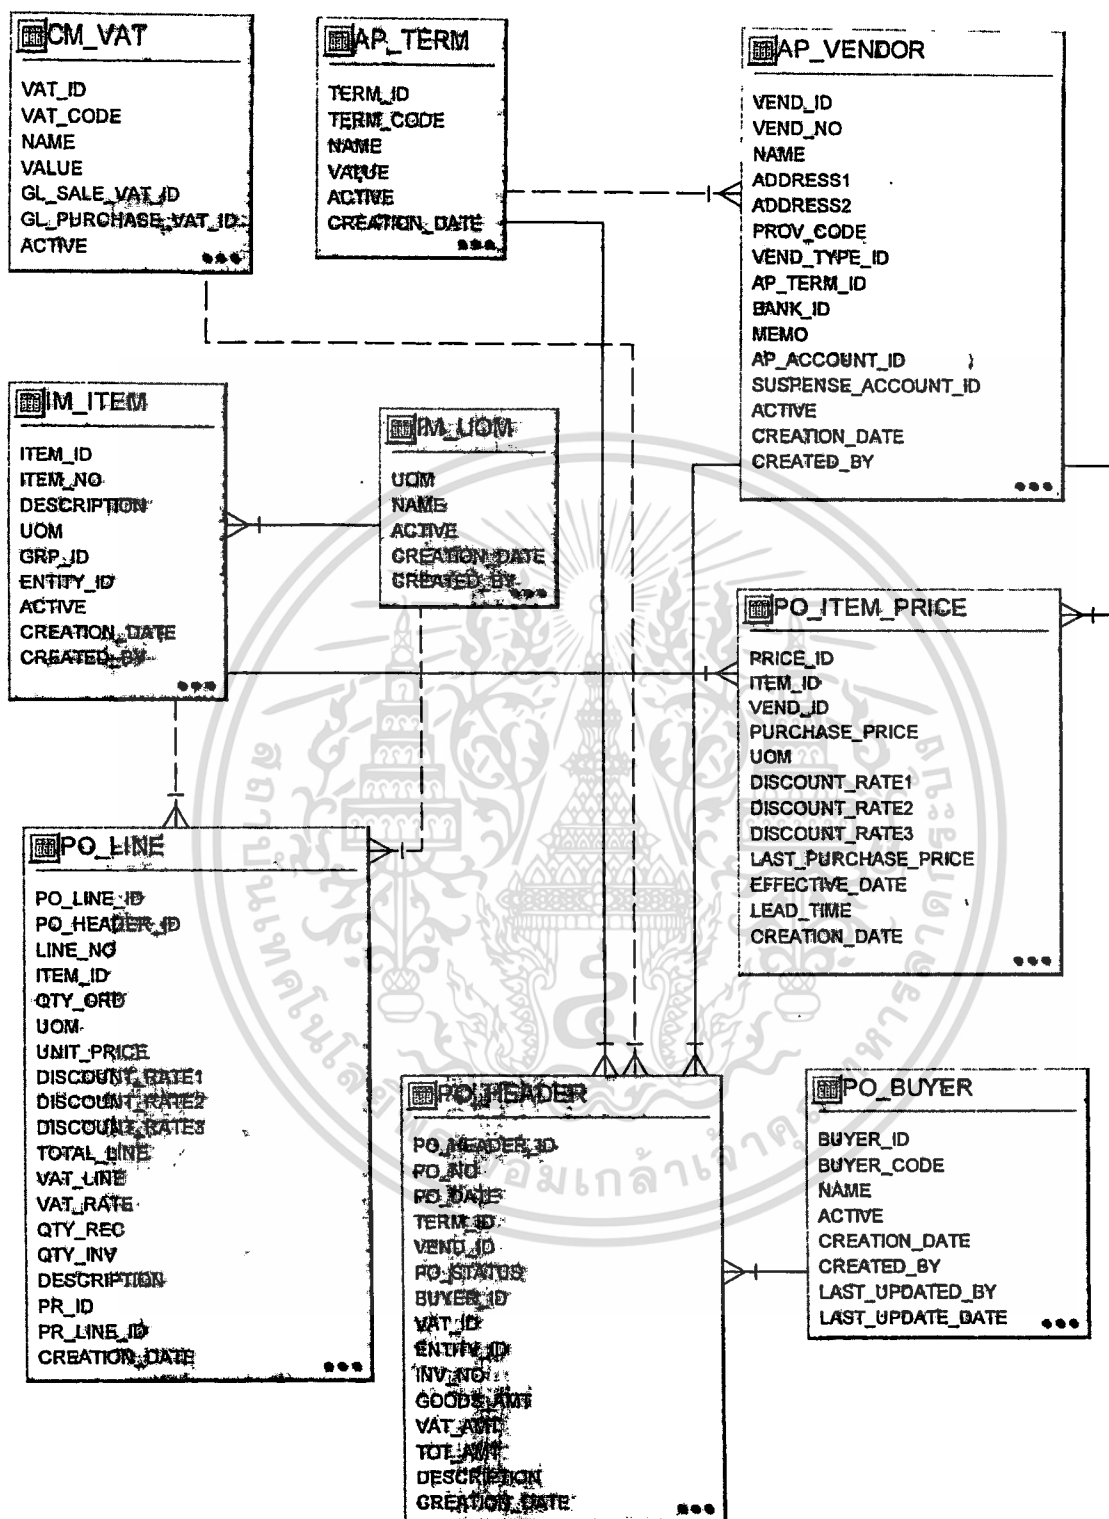 CM_VAT
VAT_ID
VAT_CODE
NAME
VALUE
GL_SALE_VAT_ID
GL_PURCHASE_VAT_ID
ACTIVE
AP_TERM
TERM_ID
TERM_CODE
NAME
VALUE
ACTIVE
CREATION_DATE
AP_VENDOR
VEND_ID
VEND_NO
NAME
ADDRESS1
ADDRESS2
PROV_CODE
VEND_TYPE_ID
AP_TERM_ID
BANK_ID
MEMO
AP_ACCOUNT_ID
SUSPENSE_ACCOUNT_ID
ACTIVE
CREATION_DATE
CREATED_BY
IM_ITEM
ITEM_ID
ITEM_NO
DESCRIPTION
UOM
GRP_ID
ENTITY_ID
ACTIVE
CREATION_DATE
CREATED_BY
IM_UOM
UOM
NAME
ACTIVE
CREATION_DATE
CREATED_BY
PO_ITEM_PRICE
PRICE_ID
ITEM_ID
VEND_ID
PURCHASE_PRICE
UOM
DISCOUNT_RATE1
DISCOUNT_RATE2
DISCOUNT_RATE3
LAST_PURCHASE_PRICE
EFFECTIVE_DATE
LEAD_TIME
CREATION_DATE
PO_LINE
PO_LINE_ID
PO_HEADER_ID
LINE_NO
ITEM_ID
QTY_ORD
UOM
UNIT_PRICE
DISCOUNT_RATE1
DISCOUNT_RATE2
DISCOUNT_RATE3
TOTAL_LINE
VAT_LINE
VAT_RATE
QTY_REC
QTY_INV
DESCRIPTION
PR_ID
PR_LINE_ID
CREATION_DATE
PO_HEADER
PO_HEADER_ID
PO_NO
PO_DATE
TERM_ID
VEND_ID
PO_STATUS
BUYER_ID
VAT_ID
ENTITY_ID
INV_NO
GOODS_AMT
VAT_AMT
TOT_AMT
DESCRIPTION
CREATION_DATE
PO_BUYER
BUYER_ID
BUYER_CODE
NAME
ACTIVE
CREATION_DATE
CREATED_BY
LAST_UPDATED_BY
LAST_UPDATE_DATE